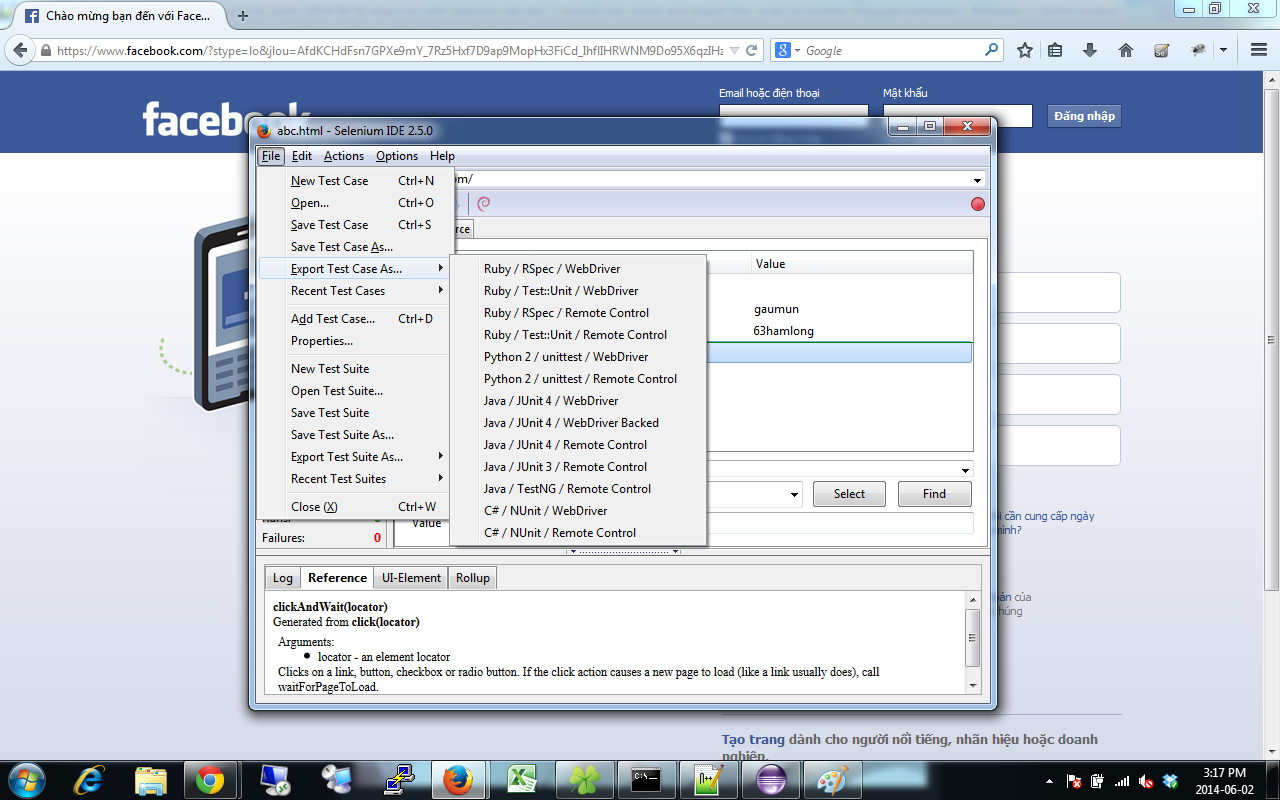 Chào mừng bạn đến với Face...
https://www.facebook.com/?stype=lo&jlou=AfdKCHdFsn7GPXe9mY_7Rz5Hxf7D9ap9MopHx3FiCd_IhfIIHRWNM9Do95X6qzIHz
Google
facebook
Email hoặc điện thoại
Mật khẩu
Đăng nhập
abc.html - Selenium IDE 2.5.0
File Edit Actions Options Help
om/
rce
New Test Case Ctrl+N
Open... Ctrl+O
Save Test Case Ctrl+S
Save Test Case As...
Export Test Case As...
Recent Test Cases
Add Test Case... Ctrl+D
Properties...
New Test Suite
Open Test Suite...
Save Test Suite
Save Test Suite As...
Export Test Suite As...
Recent Test Suites
Close (X) Ctrl+W
Ruby / RSpec / WebDriver
Ruby / Test::Unit / WebDriver
Ruby / RSpec / Remote Control
Ruby / Test::Unit / Remote Control
Python 2 / unittest / WebDriver
Python 2 / unittest / Remote Control
Java / JUnit 4 / WebDriver
Java / JUnit 4 / WebDriver Backed
Java / JUnit 4 / Remote Control
Java / JUnit 3 / Remote Control
Java / TestNG / Remote Control
C# / NUnit / WebDriver
C# / NUnit / Remote Control
Value
gaumun
63hamlong
Select
Find
Value
Failures: 0
Log Reference UI-Element Rollup
clickAndWait(locator)
Generated from click(locator)
Arguments:
locator - an element locator
Clicks on a link, button, checkbox or radio button. If the click action causes a new page to load (like a link usually does), call
waitForPageToLoad.
i cần cung cấp ngày
mình?
của
húng
Tạo trang dành cho người nổi tiếng, nhãn hiệu hoặc doanh
nghiệp.
C:\_
N++
3:17 PM
2014-06-02